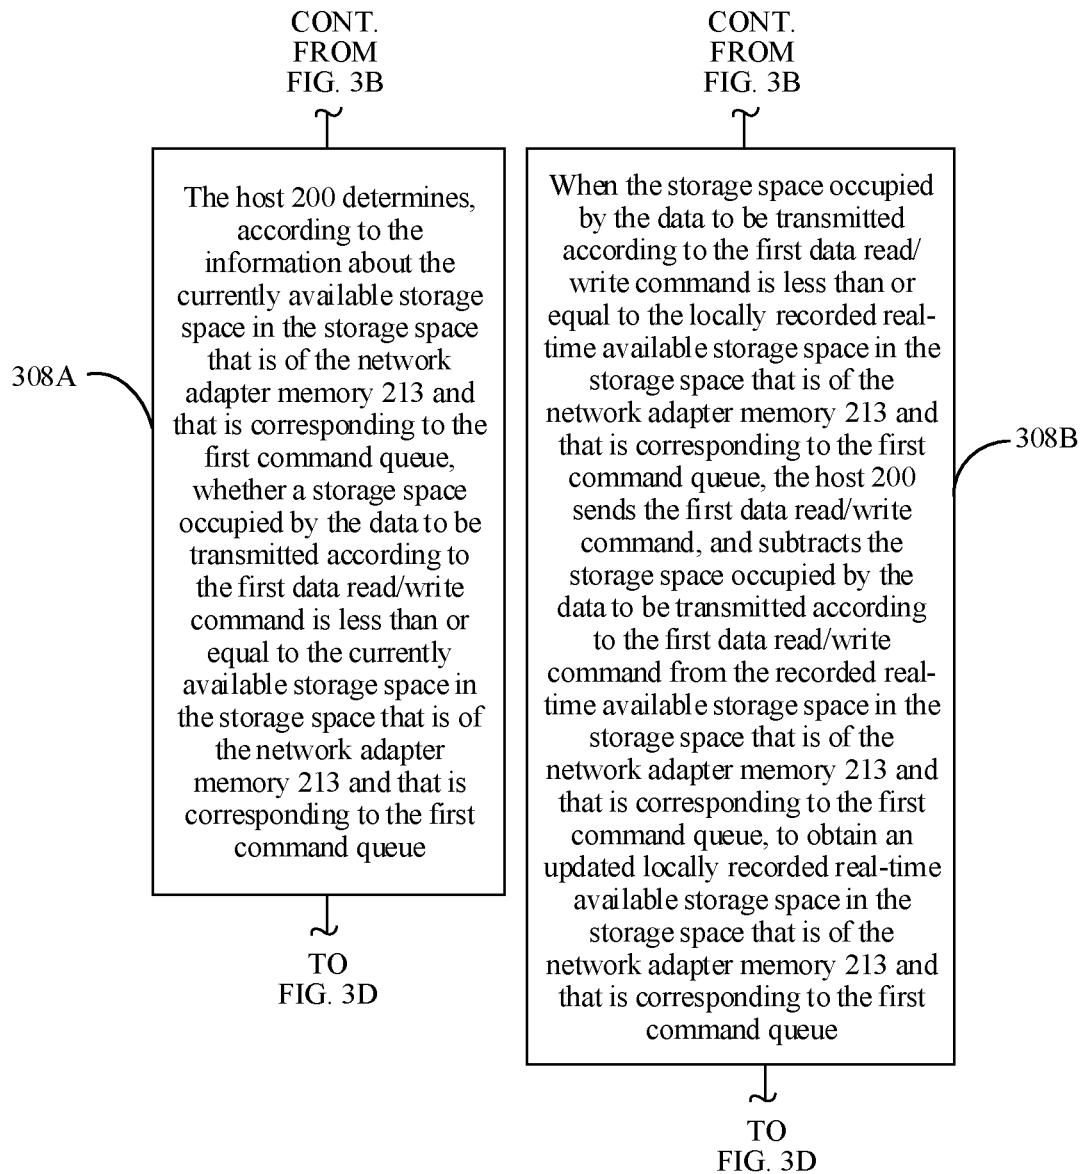 CONT.
FROM
FIG. 3B
The host 200 determines,
according to the
information about the
currently available storage
space in the storage space
that is of the network
adapter memory 213 and
that is corresponding to the
first command queue,
whether a storage space
occupied by the data to be
transmitted according to
the first data read/write
command is less than or
equal to the currently
available storage space in
the storage space that is of
the network adapter
memory 213 and that is
corresponding to the first
command queue
308A
TO
FIG. 3D
CONT.
FROM
FIG. 3B
When the storage space occupied
by the data to be transmitted
according to the first data read/
write command is less than or
equal to the locally recorded real-
time available storage space in the
storage space that is of the
network adapter memory 213 and
that is corresponding to the first
command queue, the host 200
sends the first data read/write
command, and subtracts the
storage space occupied by the
data to be transmitted according
to the first data read/write
command from the recorded real-
time available storage space in the
storage space that is of the
network adapter memory 213 and
that is corresponding to the first
command queue, to obtain an
updated locally recorded real-time
available storage space in the
storage space that is of the
network adapter memory 213 and
that is corresponding to the first
command queue
308B
TO
FIG. 3D